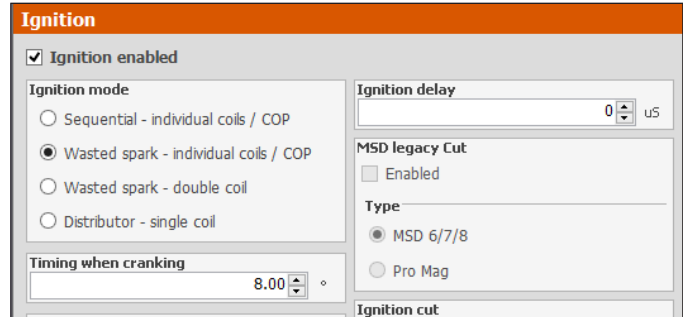 Ignition
Ignition enabled
Ignition mode
Sequential - individual coils / COP
Wasted spark - individual coils / COP
Wasted spark - double coil
Distributor - single coil
Timing when cranking
8.00 °
Ignition delay
0 uS
MSD legacy Cut
Enabled
Type
MSD 6/7/8
Pro Mag
Ignition cut